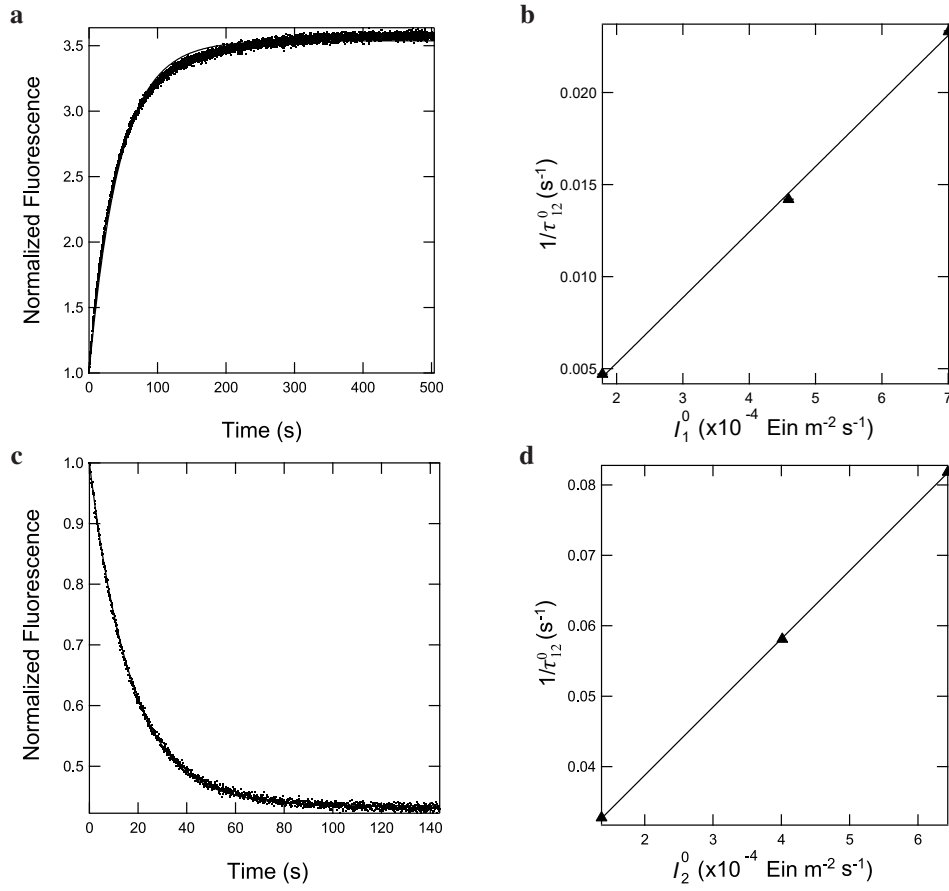 a
3.5
3.0
2.5
2.0
1.5
1.0
0 100 200 300 400 500
Normalized Fluorescence
Time (s)
b
0.020
0.015
0.010
0.005
2 3 4 5 6 7
1/τ⁰₁₂ (s⁻¹)
I⁰₁ (x10⁻⁴ Ein m⁻² s⁻¹)
c
1.0
0.9
0.8
0.7
0.6
0.5
0 20 40 60 80 100 120 140
Normalized Fluorescence
Time (s)
d
0.08
0.07
0.06
0.05
0.04
2 3 4 5 6
1/τ⁰₁₂ (s⁻¹)
I⁰₂ (x10⁻⁴ Ein m⁻² s⁻¹)